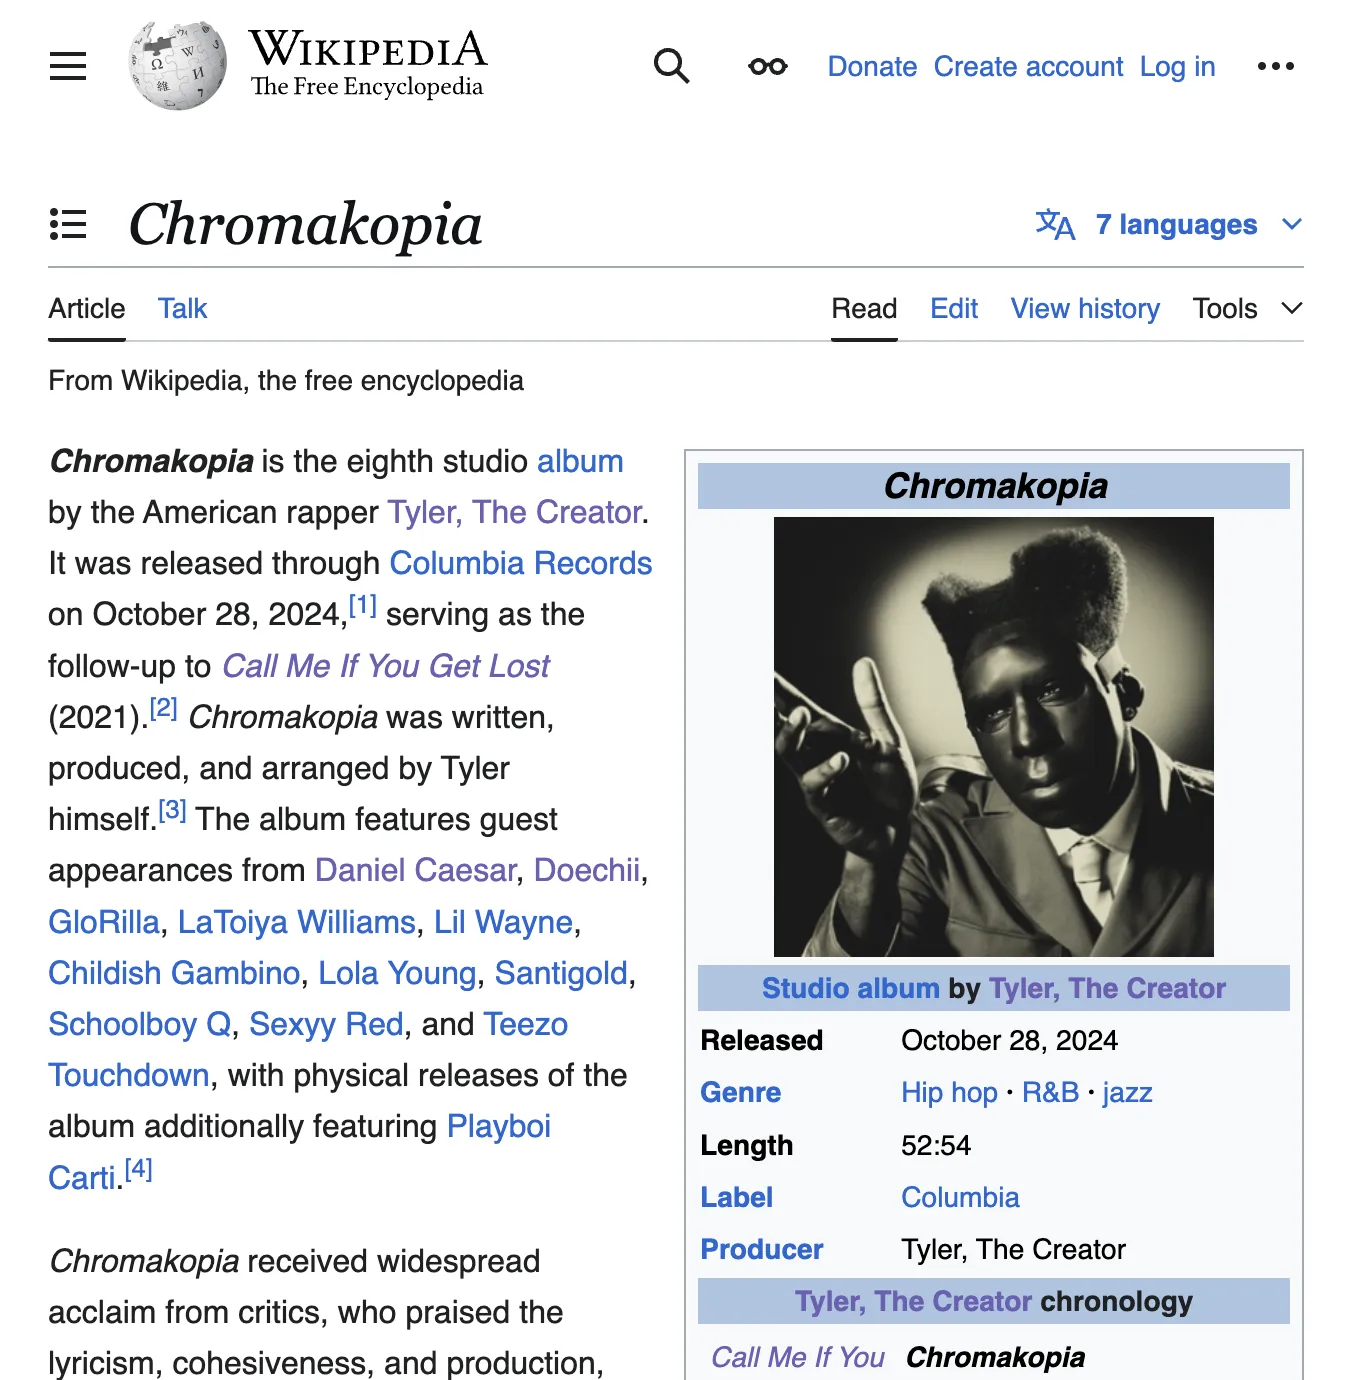 WIKIPEDIA
The Free Encyclopedia
Donate Create account Log in
Chromakopia
7 languages
Article Talk Read Edit View history Tools
From Wikipedia, the free encyclopedia
Chromakopia is the eighth studio album
by the American rapper Tyler, The Creator.
It was released through Columbia Records
on October 28, 2024,[1] serving as the
follow-up to Call Me If You Get Lost
(2021).[2] Chromakopia was written,
produced, and arranged by Tyler
himself.[3] The album features guest
appearances from Daniel Caesar, Doechii,
GloRilla, LaToiya Williams, Lil Wayne,
Childish Gambino, Lola Young, Santigold,
Schoolboy Q, Sexyy Red, and Teezo
Touchdown, with physical releases of the
album additionally featuring Playboi
Carti.[4]
Chromakopia received widespread
acclaim from critics, who praised the
lyricism, cohesiveness, and production,
Chromakopia
Studio album by Tyler, The Creator
Released October 28, 2024
Genre Hip hop · R&B · jazz
Length 52:54
Label Columbia
Producer Tyler, The Creator
Tyler, The Creator chronology
Call Me If You Chromakopia